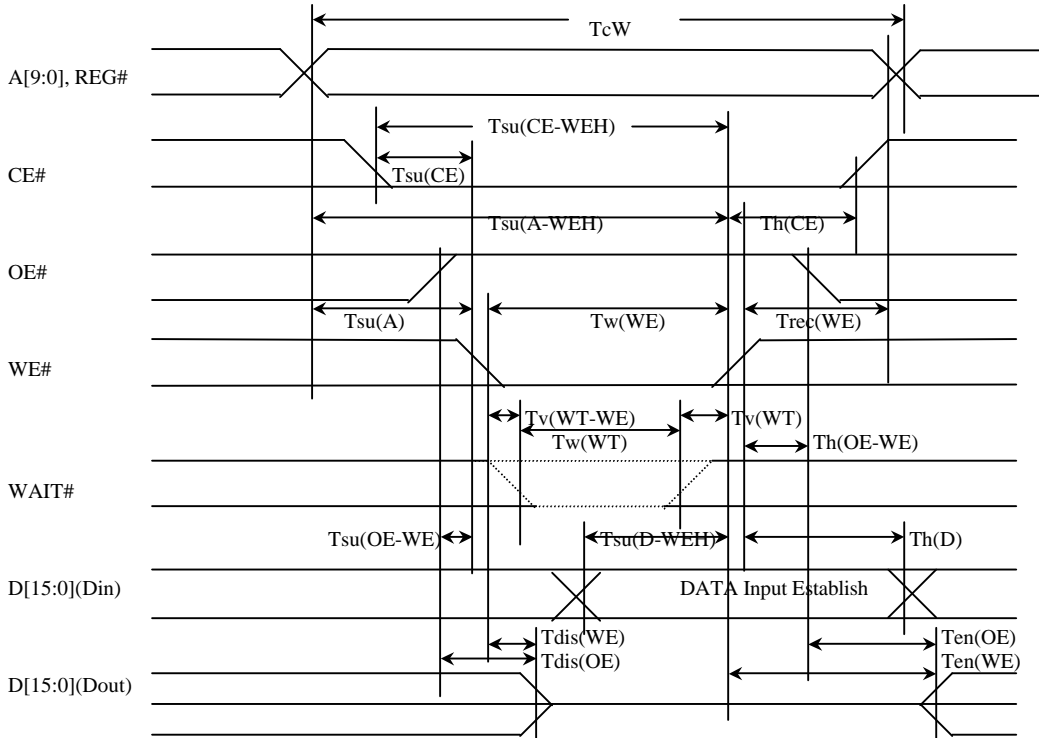 TcW
A[9:0], REG#
Tsu(CE-WEH)
CE#
Tsu(CE)
Tsu(A-WEH)
Th(CE)
OE#
Tsu(A)
Tw(WE)
Trec(WE)
WE#
Tv(WT-WE)
Tv(WT)
Tw(WT)
Th(OE-WE)
WAIT#
Tsu(OE-WE)
Tsu(D-WEH)
Th(D)
D[15:0](Din)
DATA Input Establish
Tdis(WE)
Ten(OE)
Tdis(OE)
Ten(WE)
D[15:0](Dout)